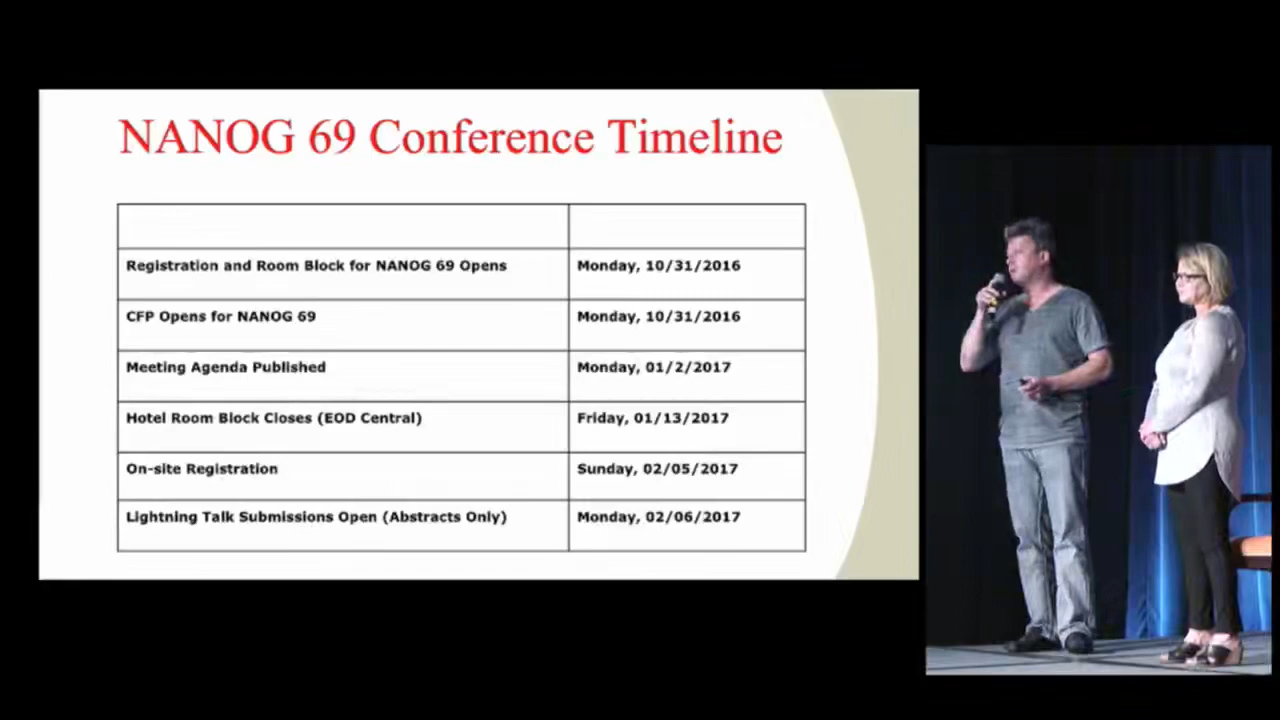 NANOG 69 Conference Timeline
Registration and Room Block for NANOG 69 Opens
Monday, 10/31/2016
CFP Opens for NANOG 69
Monday, 10/31/2016
Meeting Agenda Published
Monday, 01/2/2017
Hotel Room Block Closes (EOD Central)
Friday, 01/13/2017
On-site Registration
Sunday, 02/05/2017
Lightning Talk Submissions Open (Abstracts Only)
Monday, 02/06/2017